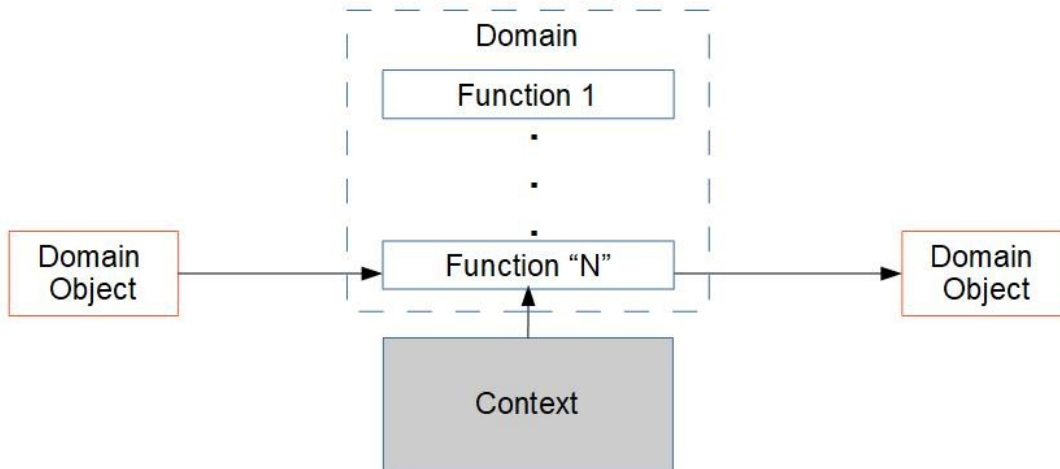 Domain
Function 1
Domain
Object
Function “N”
Domain
Object
Context